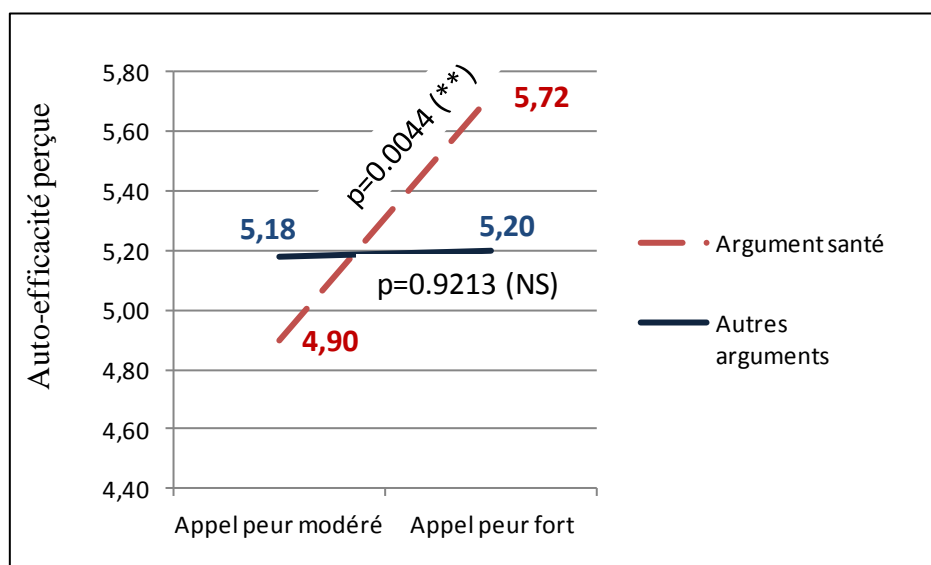 Auto-efficacité perçue
5,80
5,60
5,40
5,20
5,00
4,80
4,60
4,40
p=0.0044 (**)
5,72
5,18
5,20
p=0.9213 (NS)
4,90
Appel peur modéré
Appel peur fort
Argument santé
Autres
arguments